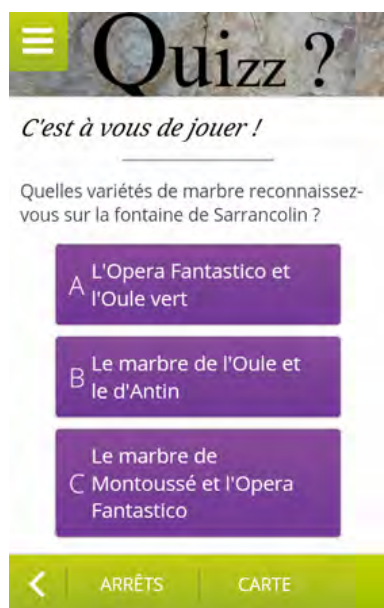 Quizz ?
C'est à vous de jouer !
Quelles variétés de marbre reconnaissez-
vous sur la fontaine de Sarrancolin ?
A L'Opera Fantastico et
l'Oule vert
B Le marbre de l'Oule et
le d'Antin
Le marbre de
C Montoussé et l'Opera
Fantastico
ARRÊTS CARTE